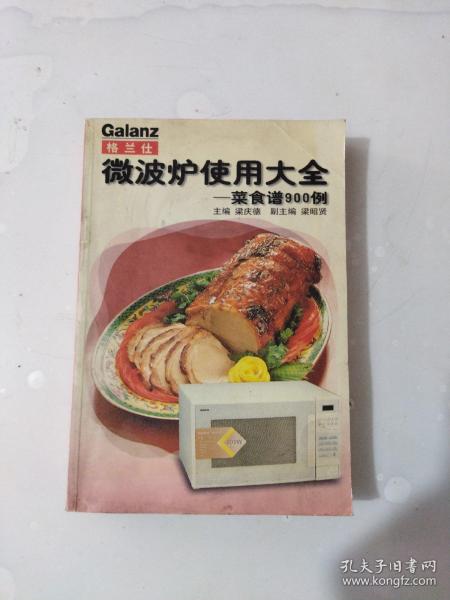 Galanz
格兰仕
微波炉使用大全
—菜食谱900例
主编 梁庆德 副主编 梁昭贤
孔夫子旧书网
www.kongfz.com